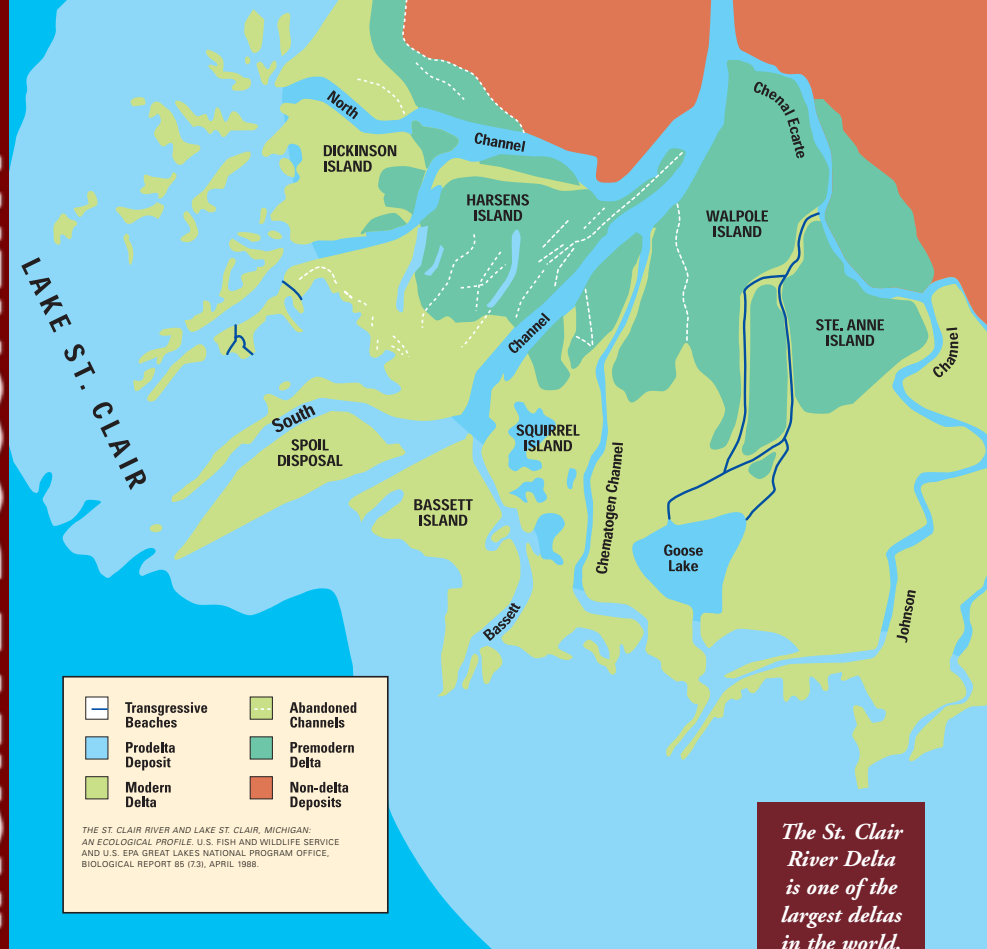 North
Channel
Chenal Ecarte
DICKINSON
ISLAND
HARSENS
ISLAND
WALPOLE
ISLAND
LAKE ST. CLAIR
STE. ANNE
ISLAND
Channel
Channel
South
SPOIL
DISPOSAL
SQUIRREL
ISLAND
BASSETT
ISLAND
Chematogen Channel
Goose
Lake
Bassett
Johnson
Transgressive
Beaches
Prodelta
Deposit
Modern
Delta
Abandoned
Channels
Premodern
Delta
Non-delta
Deposits
THE ST. CLAIR RIVER AND LAKE ST. CLAIR, MICHIGAN:
AN ECOLOGICAL PROFILE. U.S. FISH AND WILDLIFE SERVICE
AND U.S. EPA GREAT LAKES NATIONAL PROGRAM OFFICE,
BIOLOGICAL REPORT 85 (7.3), APRIL 1988.
The St. Clair
River Delta
is one of the
largest deltas
in the world.